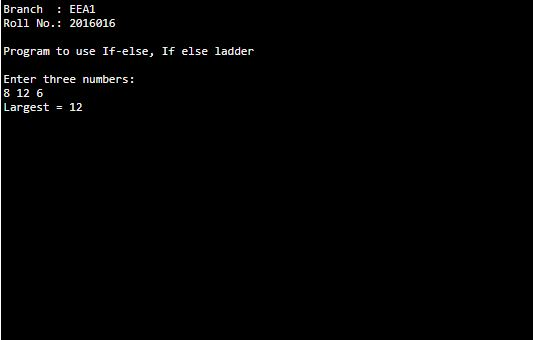 Branch  : EEA1
Roll No.: 2016016
Program to use If-else, If else ladder
Enter three numbers:
8 12 6
Largest = 12